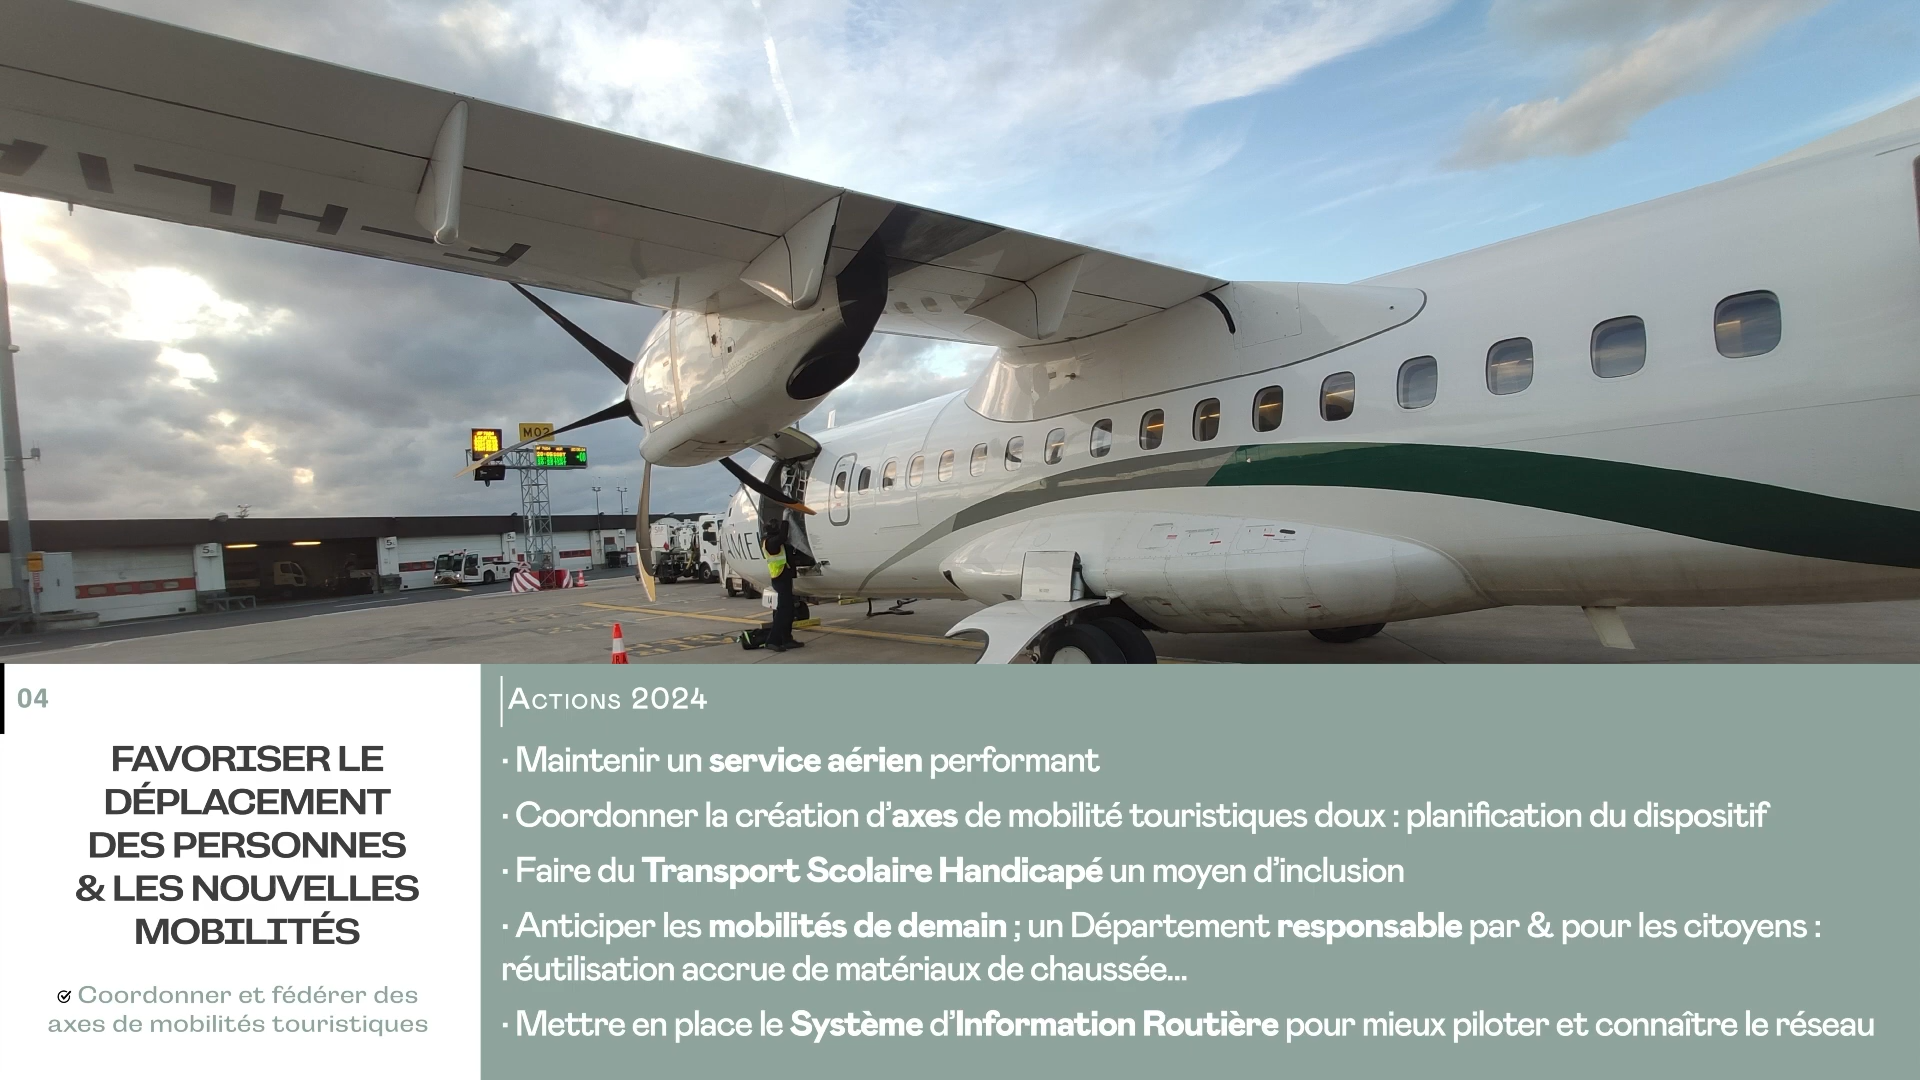 F-HLVA
M02
5
5
04
FAVORISER LE
DÉPLACEMENT
DES PERSONNES
& LES NOUVELLES
MOBILITÉS
Coordonner et fédérer des
axes de mobilités touristiques
Actions 2024
· Maintenir un service aérien performant
· Coordonner la création d’axes de mobilité touristiques doux : planification du dispositif
· Faire du Transport Scolaire Handicapé un moyen d’inclusion
· Anticiper les mobilités de demain ; un Département responsable par & pour les citoyens :
réutilisation accrue de matériaux de chaussée...
· Mettre en place le Système d’Information Routière pour mieux piloter et connaître le réseau